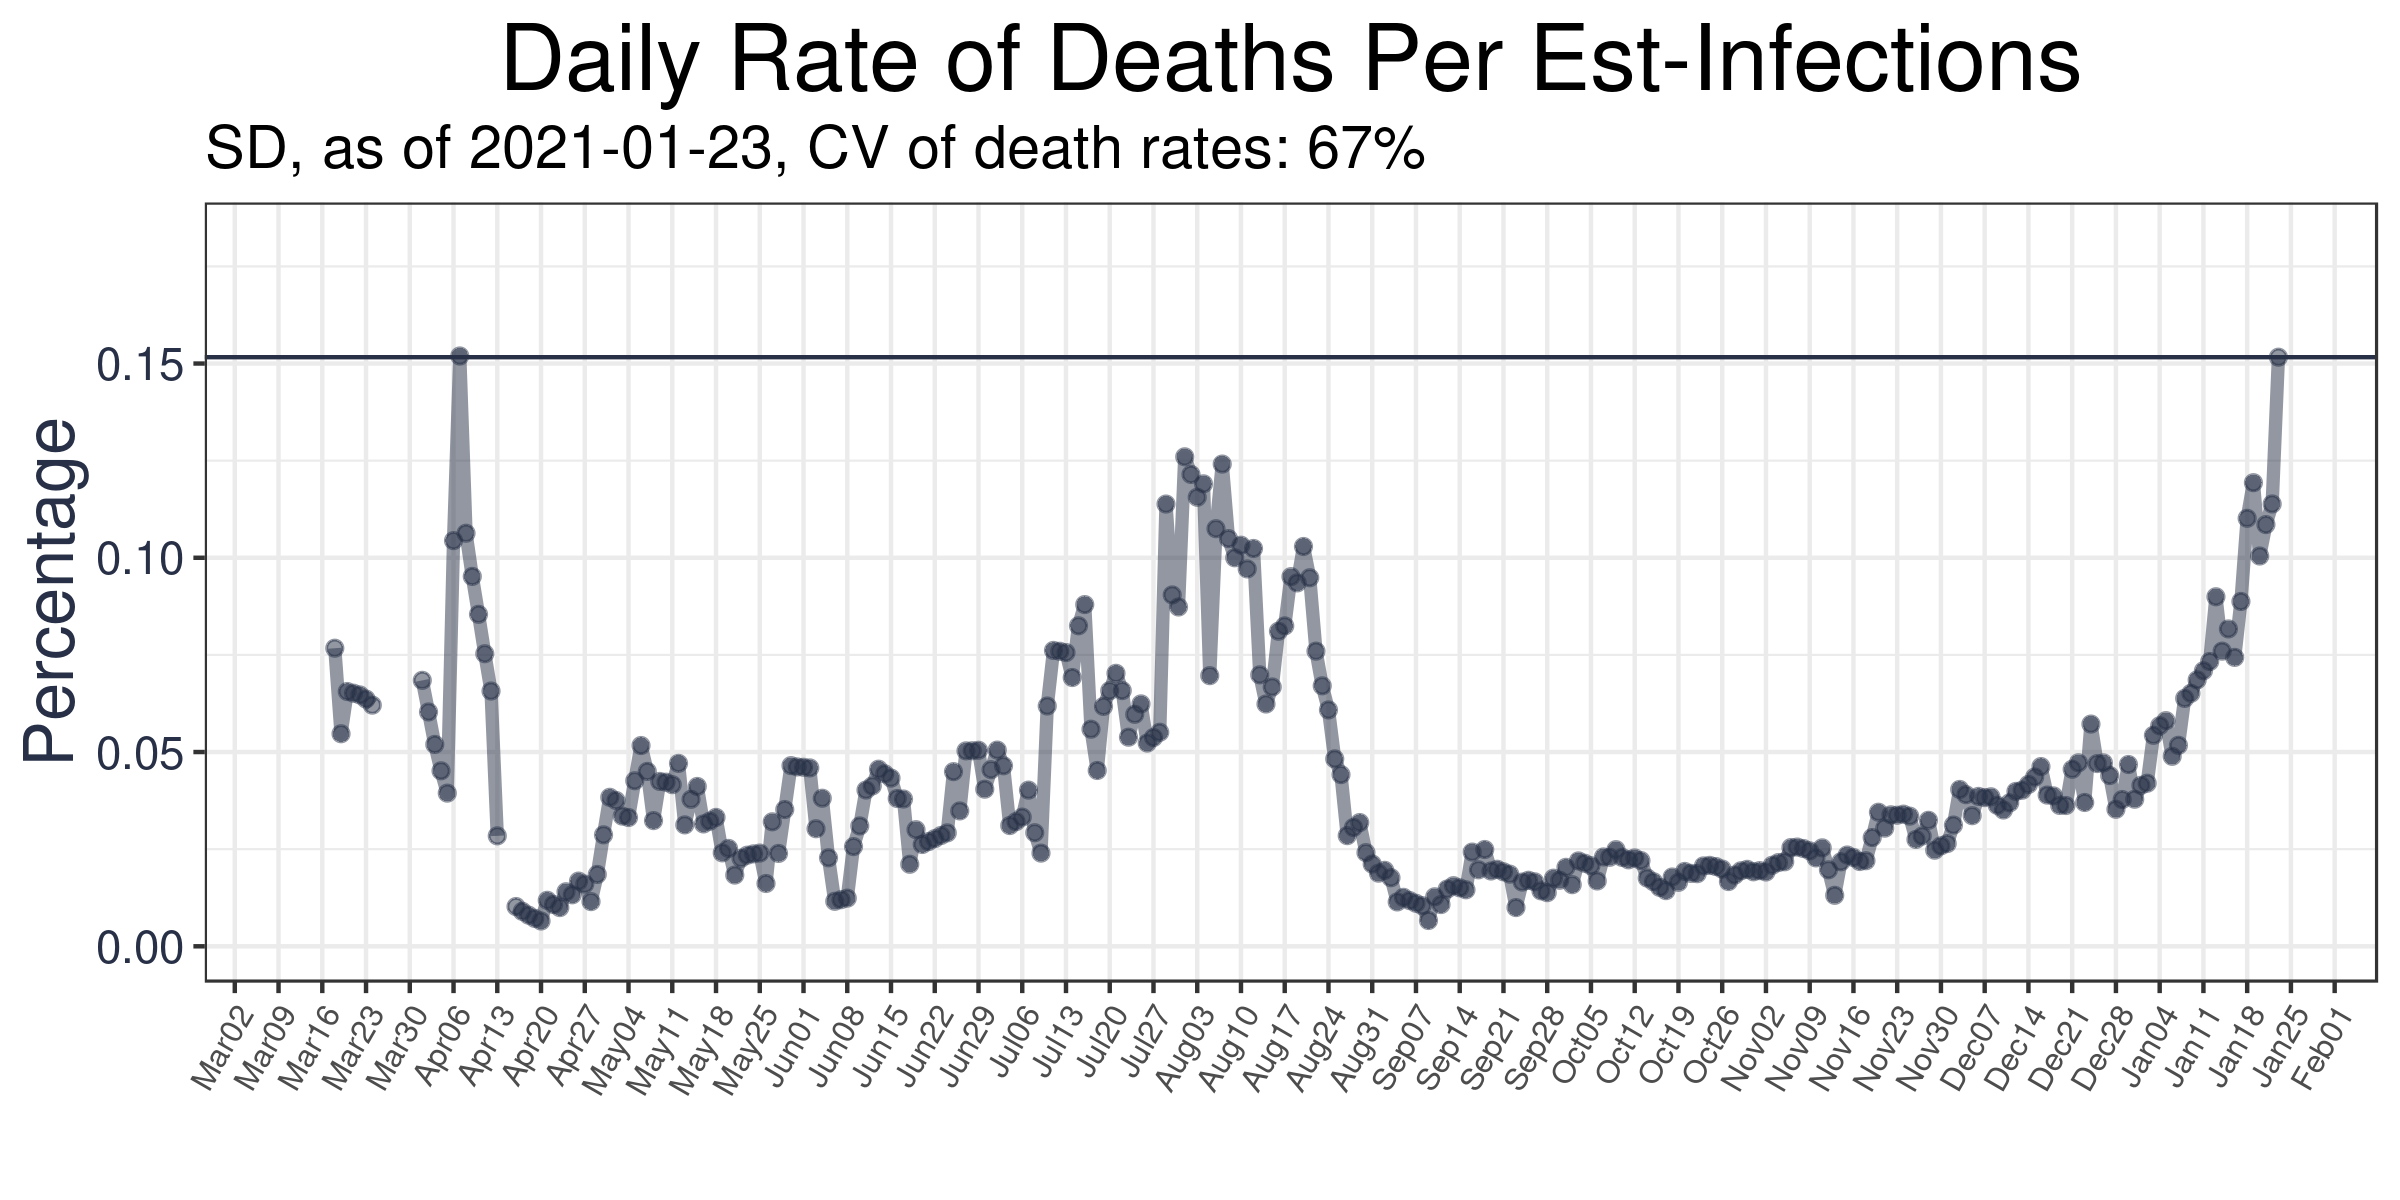 Daily Rate of Deaths Per Est-Infections
SD, as of 2021-01-23, CV of death rates: 67%
Percentage
0.15
0.10
0.05
0.00
Mar02
Mar09
Mar16
Mar23
Mar30
Apr06
Apr13
Apr20
Apr27
May04
May11
May18
May25
Jun01
Jun08
Jun15
Jun22
Jun29
Jul06
Jul13
Jul20
Jul27
Aug03
Aug10
Aug17
Aug24
Aug31
Sep07
Sep14
Sep21
Sep28
Oct05
Oct12
Oct19
Oct26
Nov02
Nov09
Nov16
Nov23
Nov30
Dec07
Dec14
Dec21
Dec28
Jan04
Jan11
Jan18
Jan25
Feb01